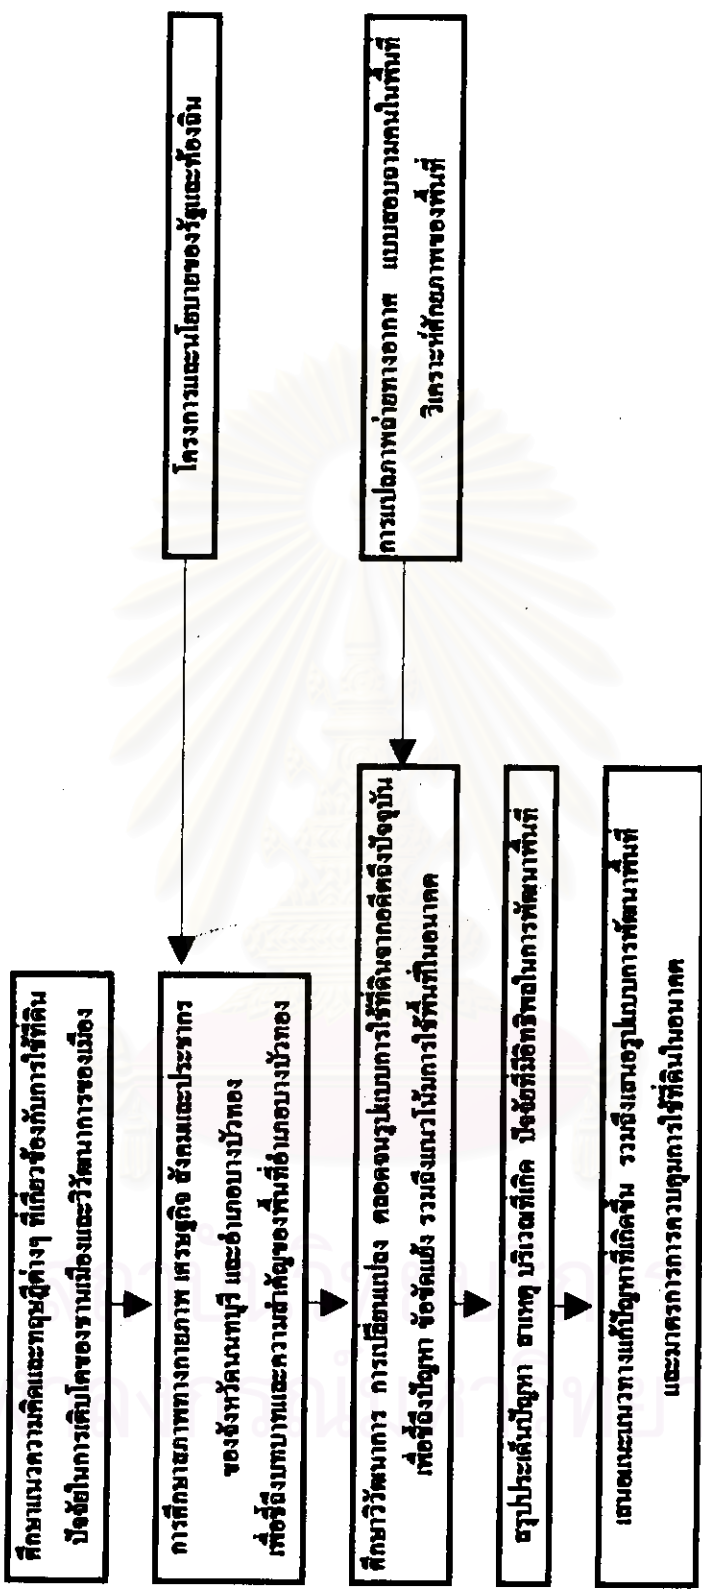 ศึกษาแนวความคิดและทฤษฎีต่างๆ ที่เกี่ยวข้องกับการใช้ที่ดิน
ปัจจัยในการเติบโตของชานเมืองและวิวัฒนาการของเมือง
การศึกษาสภาพทางกายภาพ เศรษฐกิจ สังคมและประชากร
ของจังหวัดนนทบุรี และอำเภอบางบัวทอง
เพื่อชี้ถึงบทบาทและความสำคัญของพื้นที่อำเภอบางบัวทอง
โครงการและนโยบายของรัฐและท้องถิ่น
ศึกษาวิวัฒนาการ การเปลี่ยนแปลง ตลอดจนรูปแบบการใช้ที่ดินจากอดีตถึงปัจจุบัน
เพื่อชี้ถึงปัญหา ข้อขัดแย้ง รวมถึงแนวโน้มการใช้พื้นที่ในอนาคต
การแปลภาพถ่ายทางอากาศ แบบสอบถามคนในพื้นที่
วิเคราะห์ศักยภาพของพื้นที่
สรุปประเด็นปัญหา สาเหตุ บริเวณที่เกิด ปัจจัยที่มีอิทธิพลในการพัฒนาพื้นที่
เสนอแนะแนวทางแก้ปัญหาที่เกิดขึ้น รวมถึงเสนอรูปแบบการพัฒนาพื้นที่
และมาตรการการควบคุมการใช้ที่ดินในอนาคต